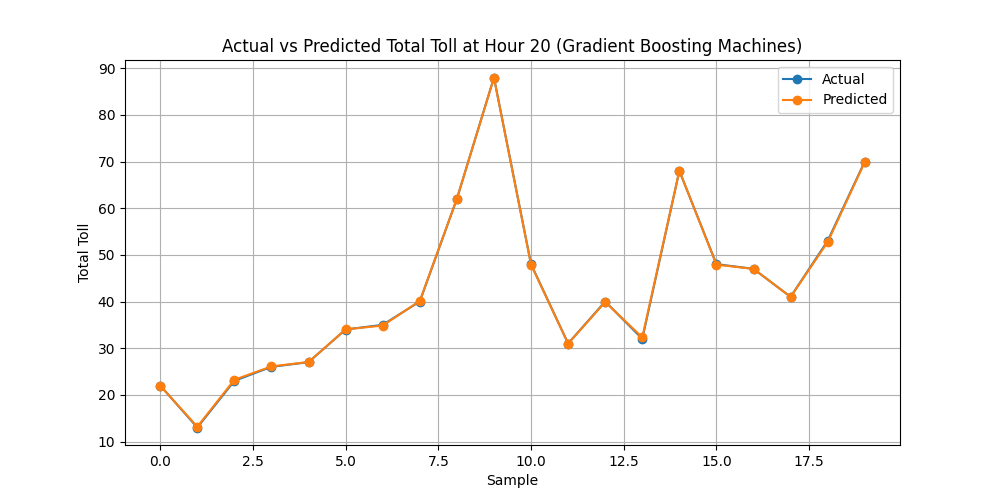 Actual vs Predicted Total Toll at Hour 20 (Gradient Boosting Machines)
Actual
Predicted
Total Toll
90
80
70
60
50
40
30
20
10
0.0 2.5 5.0 7.5 10.0 12.5 15.0 17.5
Sample